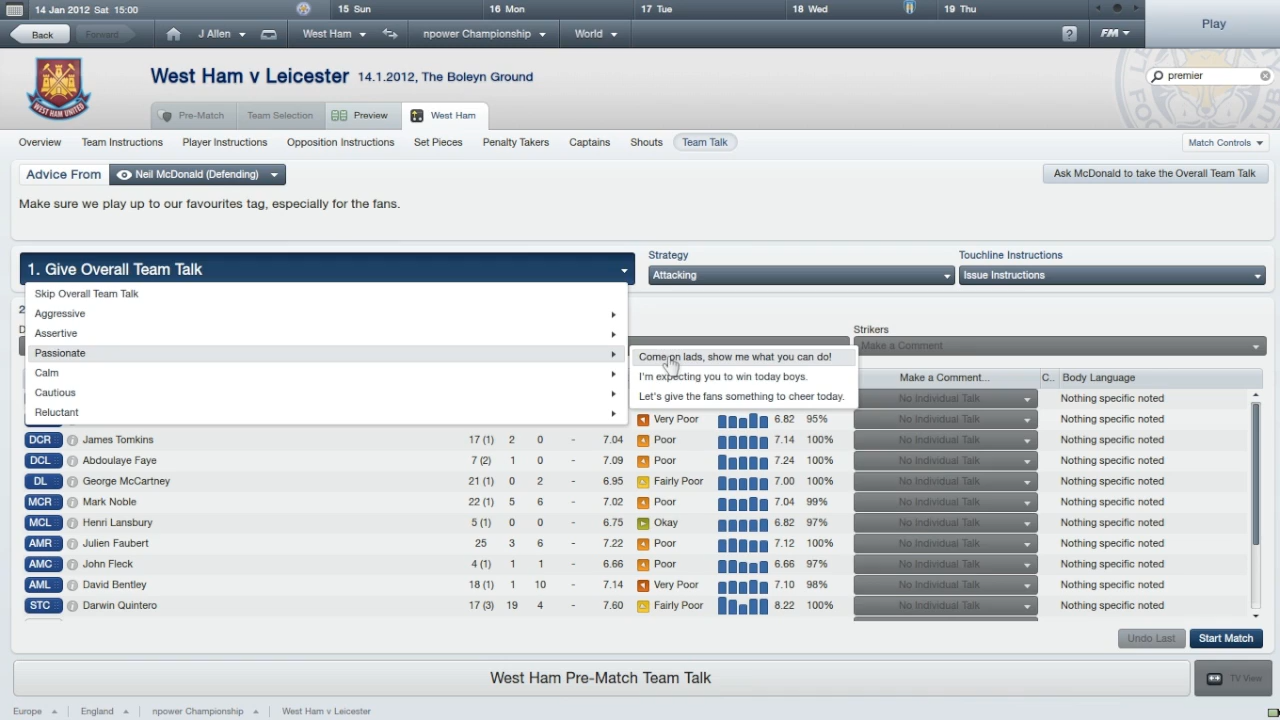 14 Jan 2012 Sat 15:00
15 Sun
16 Mon
17 Tue
18 Wed
19 Thu
Back
Forward
J Allen
West Ham
npower Championship
World
?
FM
Play
WEST HAM UNITED
West Ham v Leicester 14.1.2012, The Boleyn Ground
premier
Pre-Match
Team Selection
Preview
West Ham
Overview
Team Instructions
Player Instructions
Opposition Instructions
Set Pieces
Penalty Takers
Captains
Shouts
Team Talk
Match Controls
Advice From
Neil McDonald (Defending)
Ask McDonald to take the Overall Team Talk
Make sure we play up to our favourites tag, especially for the fans.
1. Give Overall Team Talk
Strategy
Attacking
Touchline Instructions
Issue Instructions
Skip Overall Team Talk
Aggressive
Assertive
Passionate
Calm
Cautious
Reluctant
Come on lads, show me what you can do!
I'm expecting you to win today boys.
Let's give the fans something to cheer today.
2
D
Strikers
Make a Comment
Make a Comment... C.. Body Language
No Individual Talk Nothing specific noted
Very Poor 6.82 95% No Individual Talk Nothing specific noted
DCR James Tomkins 17 (1) 2 0 - 7.04 Poor 7.14 100% No Individual Talk Nothing specific noted
DCL Abdoulaye Faye 7 (2) 1 0 - 7.09 Poor 7.24 100% No Individual Talk Nothing specific noted
DL George McCartney 21 (1) 0 2 - 6.95 Fairly Poor 7.00 100% No Individual Talk Nothing specific noted
MCR Mark Noble 22 (1) 5 6 - 7.02 Poor 7.04 99% No Individual Talk Nothing specific noted
MCL Henri Lansbury 5 (1) 0 0 - 6.75 Okay 6.82 97% No Individual Talk Nothing specific noted
AMR Julien Faubert 25 3 6 - 7.22 Poor 7.12 100% No Individual Talk Nothing specific noted
AMC John Fleck 4 (1) 1 1 - 6.66 Poor 6.66 97% No Individual Talk Nothing specific noted
AML David Bentley 18 (1) 1 10 - 7.14 Very Poor 7.10 98% No Individual Talk Nothing specific noted
STC Darwin Quintero 17 (3) 19 4 - 7.60 Fairly Poor 8.22 100% No Individual Talk Nothing specific noted
Undo Last
Start Match
West Ham Pre-Match Team Talk
TV View
Europe
England
npower Championship
West Ham v Leicester